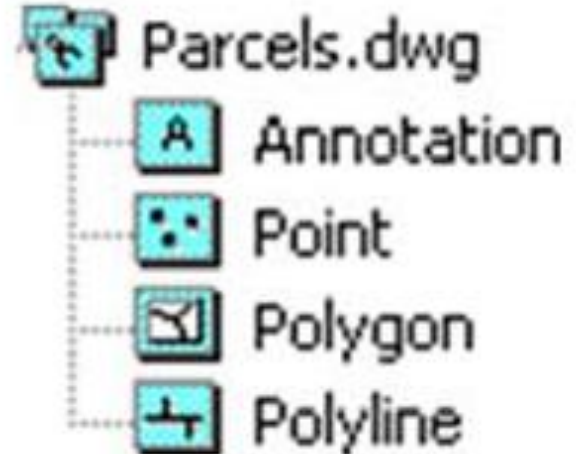 Parcels.dwg
A Annotation
Point
Polygon
Polyline